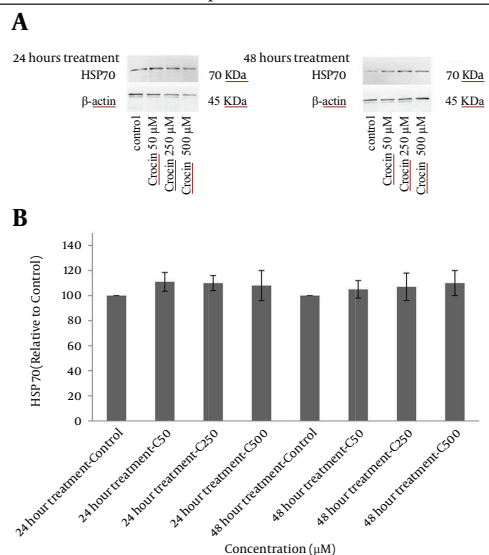 A
24 hours treatment
HSP70
70 KDa
β-actin
45 KDa
control
Crocin 50 μM
Crocin 250 μM
Crocin 500 μM
48 hours treatment
HSP70
70 KDa
β-actin
45 KDa
control
Crocin 50 μM
Crocin 250 μM
Crocin 500 μM
B
HSP70(Relative to Control)
140
120
100
80
60
40
20
0
24 hour treatment-Control
24 hour treatment-C50
24 hour treatment-C250
24 hour treatment-C500
48 hour treatment-Control
48 hour treatment-C50
48 hour treatment-C250
48 hour treatment-C500
Concentration (μM)